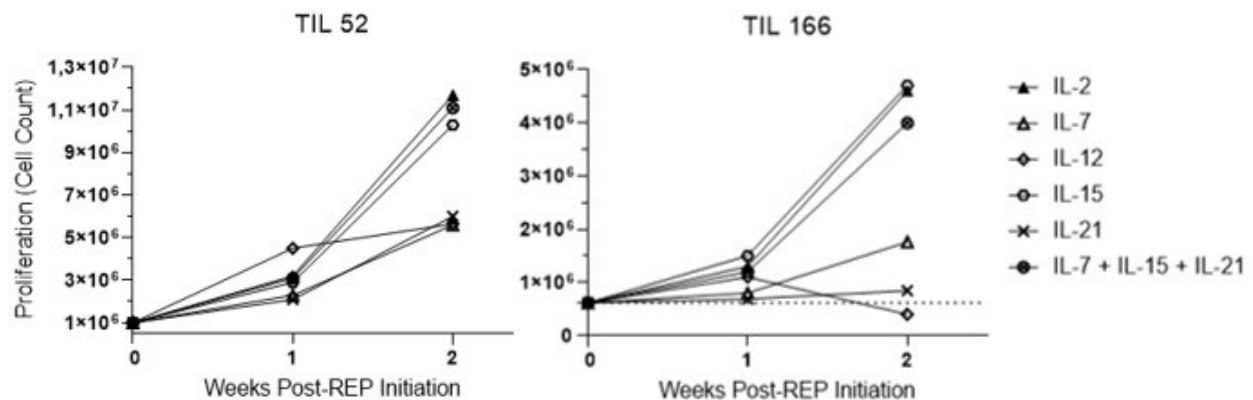 TIL 52
Proliferation (Cell Count)
1,3×10⁷
1,1×10⁷
9×10⁶
7×10⁶
5×10⁶
3×10⁶
1×10⁶
0 1 2
Weeks Post-REP Initiation
TIL 166
5×10⁶
4×10⁶
3×10⁶
2×10⁶
1×10⁶
0
0 1 2
Weeks Post-REP Initiation
IL-2
IL-7
IL-12
IL-15
IL-21
IL-7 + IL-15 + IL-21